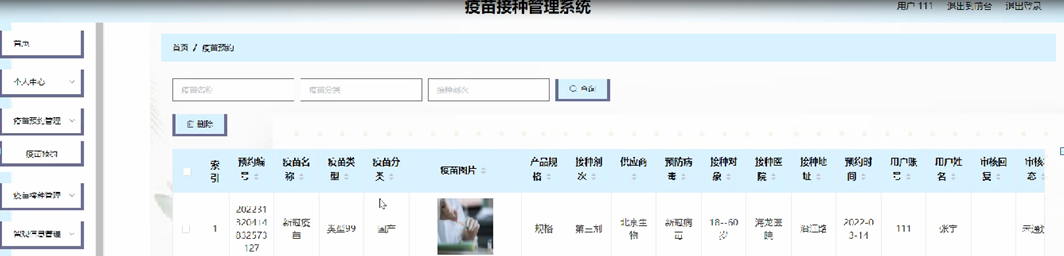 疫苗接种管理系统
用户 111 退出到前台 退出登录
首页
首页 / 疫苗预约
个人中心
疫苗名称 疫苗分类 接种剂次 查询
疫苗预约管理
删除
疫苗预约
索引 预约编号 疫苗名称 疫苗类型 疫苗分类 疫苗图片 产品规格 接种剂次 供应商 预防病毒 接种对象 接种医院 接种地址 预约时间 用户账号 用户姓名 审核回复 审核状态
疫苗接种管理
1 202231320414832573127 新冠疫苗 类型99 国产 规格 第三剂 北京生物 新冠病毒 18--60岁 海龙医院 沿江路 2022-03-14 111 张宇 未通过